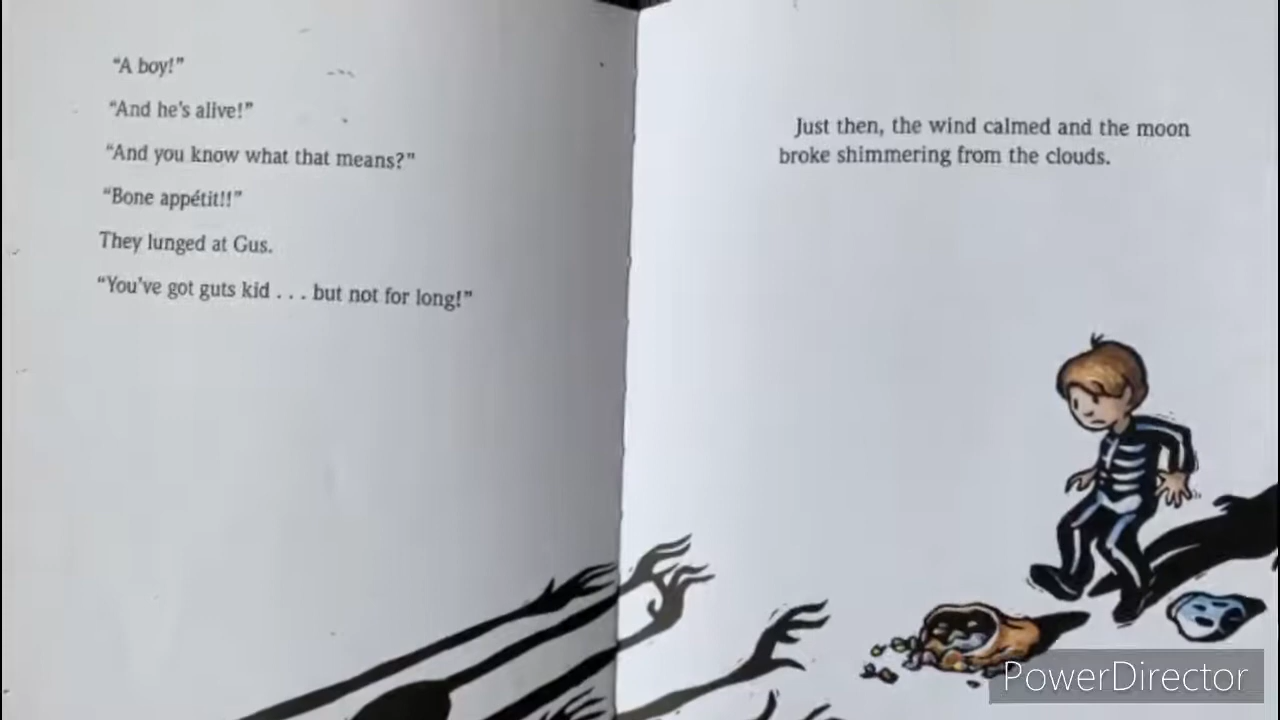 “A boy!”
“And he’s alive!”
“And you know what that means?”
“Bone appétit!!”
They lunged at Gus.
“You’ve got guts kid . . . but not for long!”
Just then, the wind calmed and the moon
broke shimmering from the clouds.
PowerDirector